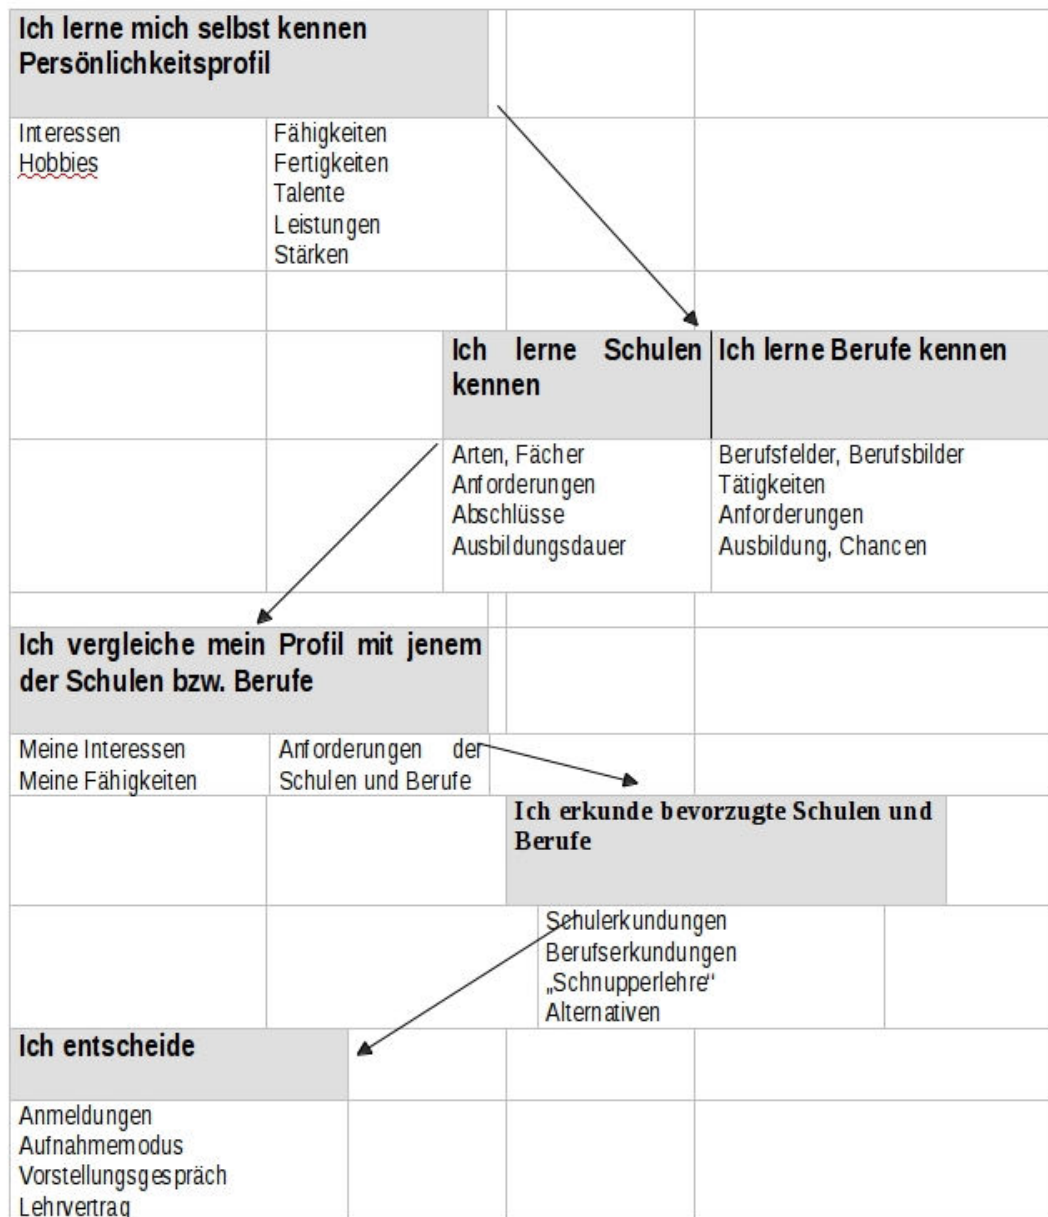 Ich lerne mich selbst kennen
Persönlichkeitsprofil
Interessen
Hobbies
Fähigkeiten
Fertigkeiten
Talente
Leistungen
Stärken
Ich lerne Schulen
kennen
Ich lerne Berufe kennen
Arten, Fächer
Anforderungen
Abschlüsse
Ausbildungsdauer
Berufsfelder, Berufsbilder
Tätigkeiten
Anforderungen
Ausbildung, Chancen
Ich vergleiche mein Profil mit jenem
der Schulen bzw. Berufe
Meine Interessen
Meine Fähigkeiten
Anforderungen der
Schulen und Berufe
Ich erkunde bevorzugte Schulen und
Berufe
Schulerkundungen
Berufserkundungen
„Schnupperlehre“
Alternativen
Ich entscheide
Anmeldungen
Aufnahmemodus
Vorstellungsgespräch
Lehrvertrag